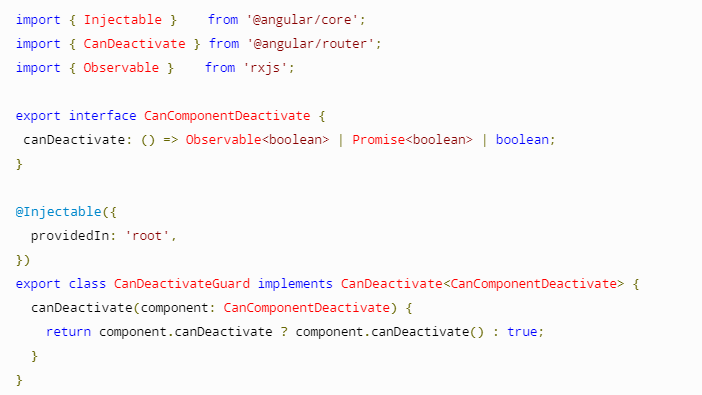 import { Injectable }    from '@angular/core';
import { CanDeactivate } from '@angular/router';
import { Observable }    from 'rxjs';

export interface CanComponentDeactivate {
 canDeactivate: () => Observable<boolean> | Promise<boolean> | boolean;
}

@Injectable({
  providedIn: 'root',
})
export class CanDeactivateGuard implements CanDeactivate<CanComponentDeactivate> {
  canDeactivate(component: CanComponentDeactivate) {
    return component.canDeactivate ? component.canDeactivate() : true;
  }
}